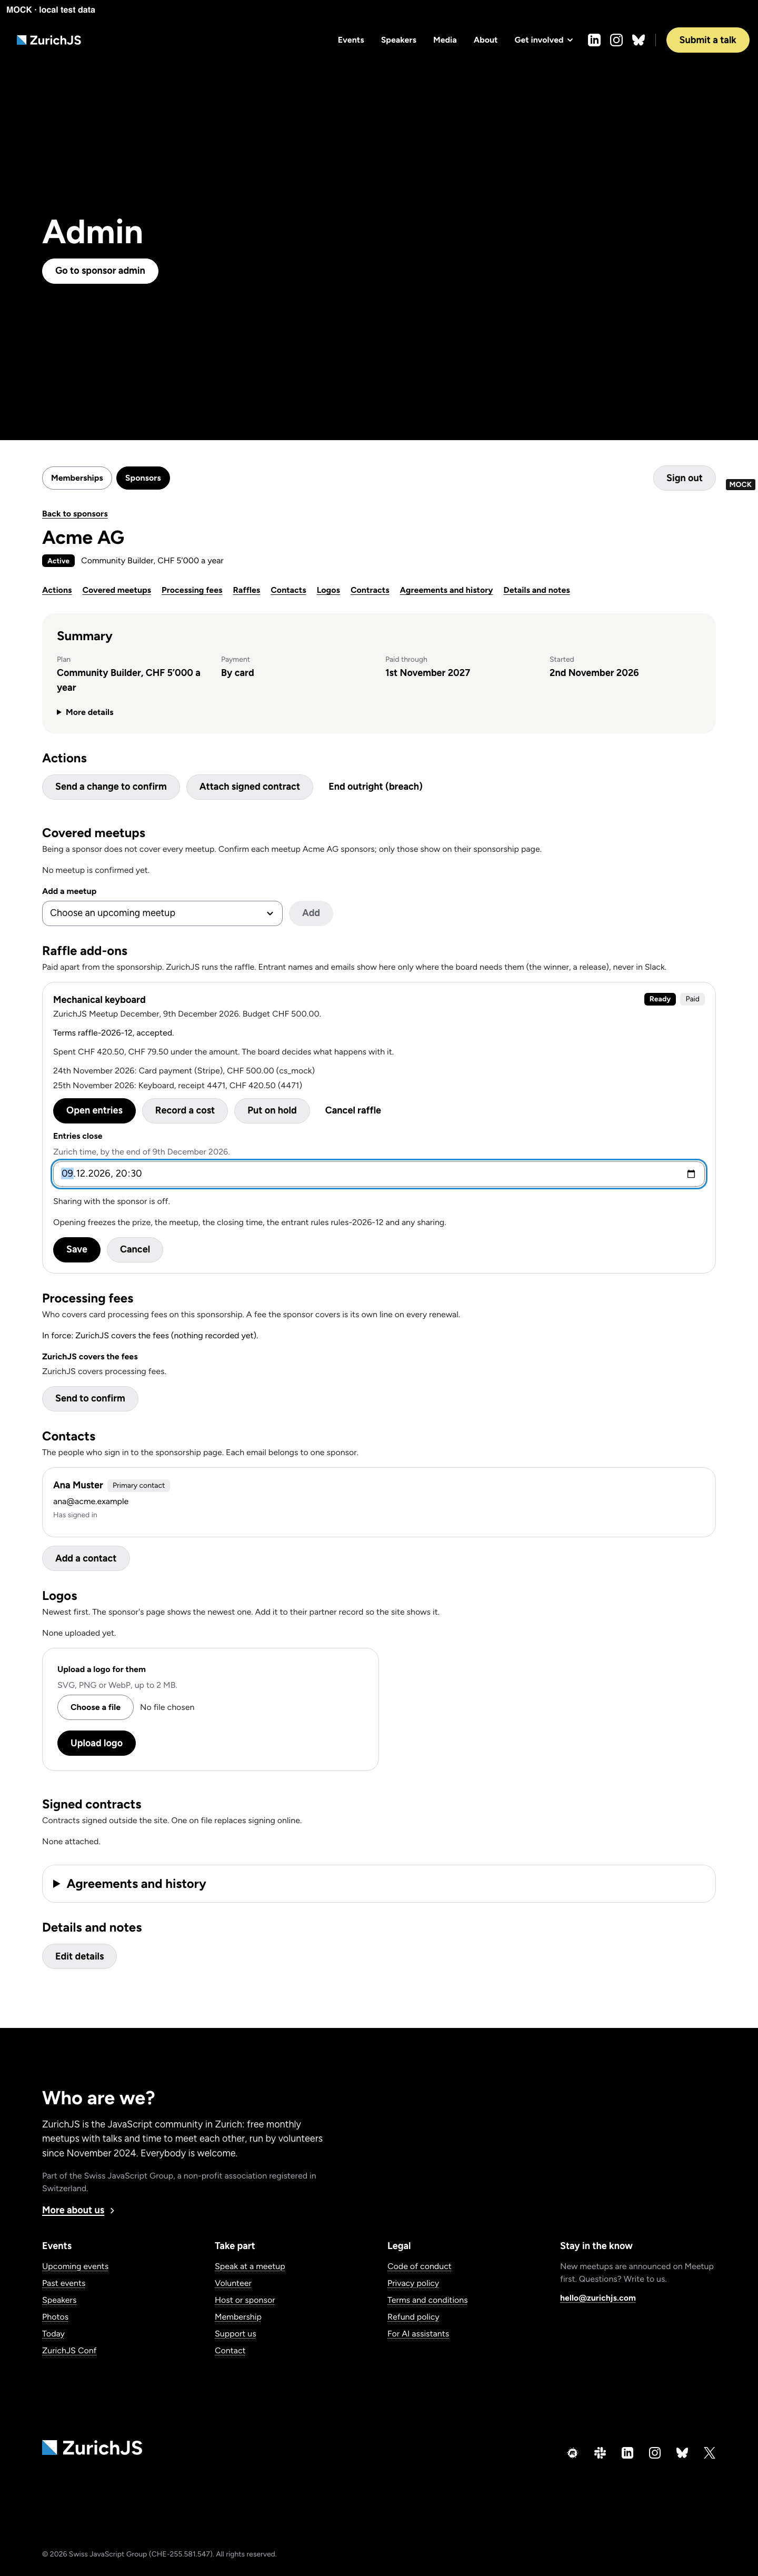 MOCK · local test data
ZurichJS
Events
Speakers
Media
About
Get involved
Submit a talk
Admin
Go to sponsor admin
Memberships
Sponsors
Sign out
MOCK
Back to sponsors
Acme AG
Active
Community Builder, CHF 5’000 a year
Actions
Covered meetups
Processing fees
Raffles
Contacts
Logos
Contracts
Agreements and history
Details and notes
Summary
Plan
Community Builder, CHF 5’000 a
year
Payment
By card
Paid through
1st November 2027
Started
2nd November 2026
More details
Actions
Send a change to confirm
Attach signed contract
End outright (breach)
Covered meetups
Being a sponsor does not cover every meetup. Confirm each meetup Acme AG sponsors; only those show on their sponsorship page.
No meetup is confirmed yet.
Add a meetup
Choose an upcoming meetup
Add
Raffle add-ons
Paid apart from the sponsorship. ZurichJS runs the raffle. Entrant names and emails show here only where the board needs them (the winner, a release), never in Slack.
Mechanical keyboard
Ready
Paid
ZurichJS Meetup December, 9th December 2026. Budget CHF 500.00.
Terms raffle-2026-12, accepted.
Spent CHF 420.50, CHF 79.50 under the amount. The board decides what happens with it.
24th November 2026: Card payment (Stripe), CHF 500.00 (cs_mock)
25th November 2026: Keyboard, receipt 4471, CHF 420.50 (4471)
Open entries
Record a cost
Put on hold
Cancel raffle
Entries close
Zurich time, by the end of 9th December 2026.
09.12.2026, 20:30
Sharing with the sponsor is off.
Opening freezes the prize, the meetup, the closing time, the entrant rules rules-2026-12 and any sharing.
Save
Cancel
Processing fees
Who covers card processing fees on this sponsorship. A fee the sponsor covers is its own line on every renewal.
In force: ZurichJS covers the fees (nothing recorded yet).
ZurichJS covers the fees
ZurichJS covers processing fees.
Send to confirm
Contacts
The people who sign in to the sponsorship page. Each email belongs to one sponsor.
Ana Muster
Primary contact
ana@acme.example
Has signed in
Add a contact
Logos
Newest first. The sponsor's page shows the newest one. Add it to their partner record so the site shows it.
None uploaded yet.
Upload a logo for them
SVG, PNG or WebP, up to 2 MB.
Choose a file
No file chosen
Upload logo
Signed contracts
Contracts signed outside the site. One on file replaces signing online.
None attached.
Agreements and history
Details and notes
Edit details
Who are we?
ZurichJS is the JavaScript community in Zurich: free monthly
meetups with talks and time to meet each other, run by volunteers
since November 2024. Everybody is welcome.
Part of the Swiss JavaScript Group, a non-profit association registered in
Switzerland.
More about us
Events
Upcoming events
Past events
Speakers
Photos
Today
ZurichJS Conf
Take part
Speak at a meetup
Volunteer
Host or sponsor
Membership
Support us
Contact
Legal
Code of conduct
Privacy policy
Terms and conditions
Refund policy
For AI assistants
Stay in the know
New meetups are announced on Meetup
first. Questions? Write to us.
hello@zurichjs.com
ZurichJS
© 2026 Swiss JavaScript Group (CHE-255.581.547). All rights reserved.